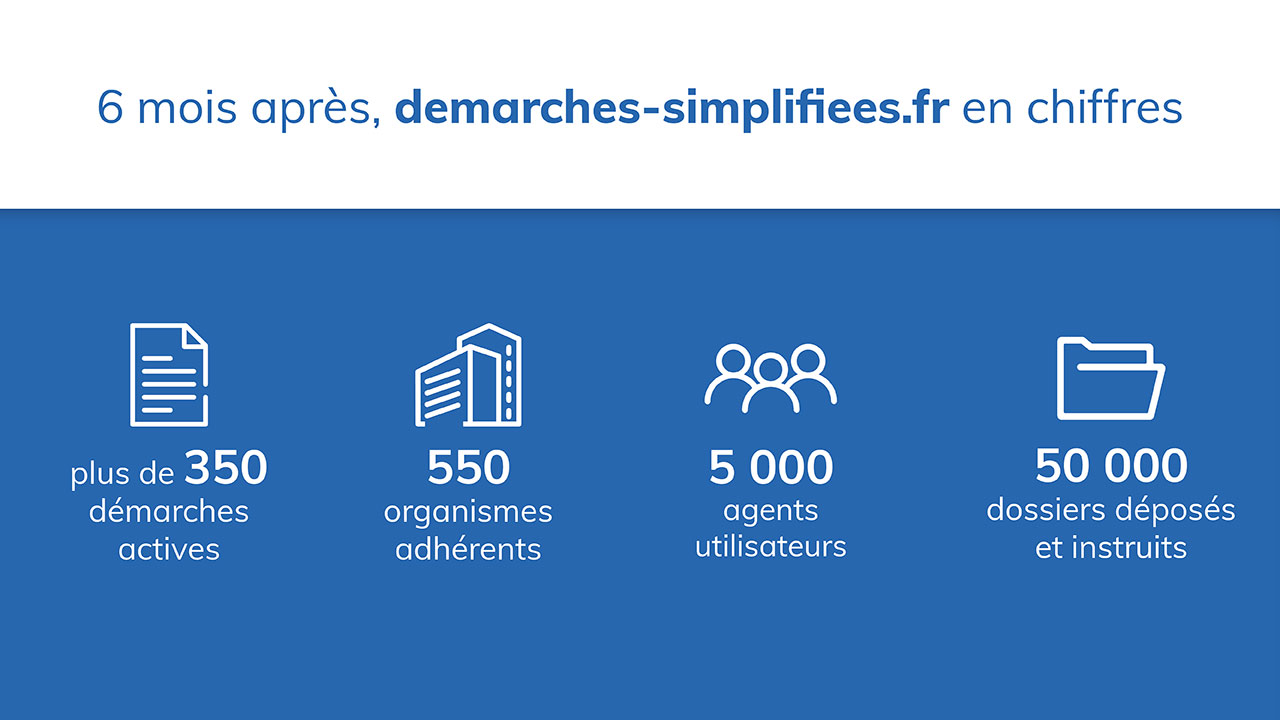 6 mois après, demarches-simplifiees.fr en chiffres
plus de 350
démarches
actives
550
organismes
adhérents
5 000
agents
utilisateurs
50 000
dossiers déposés
et instruits